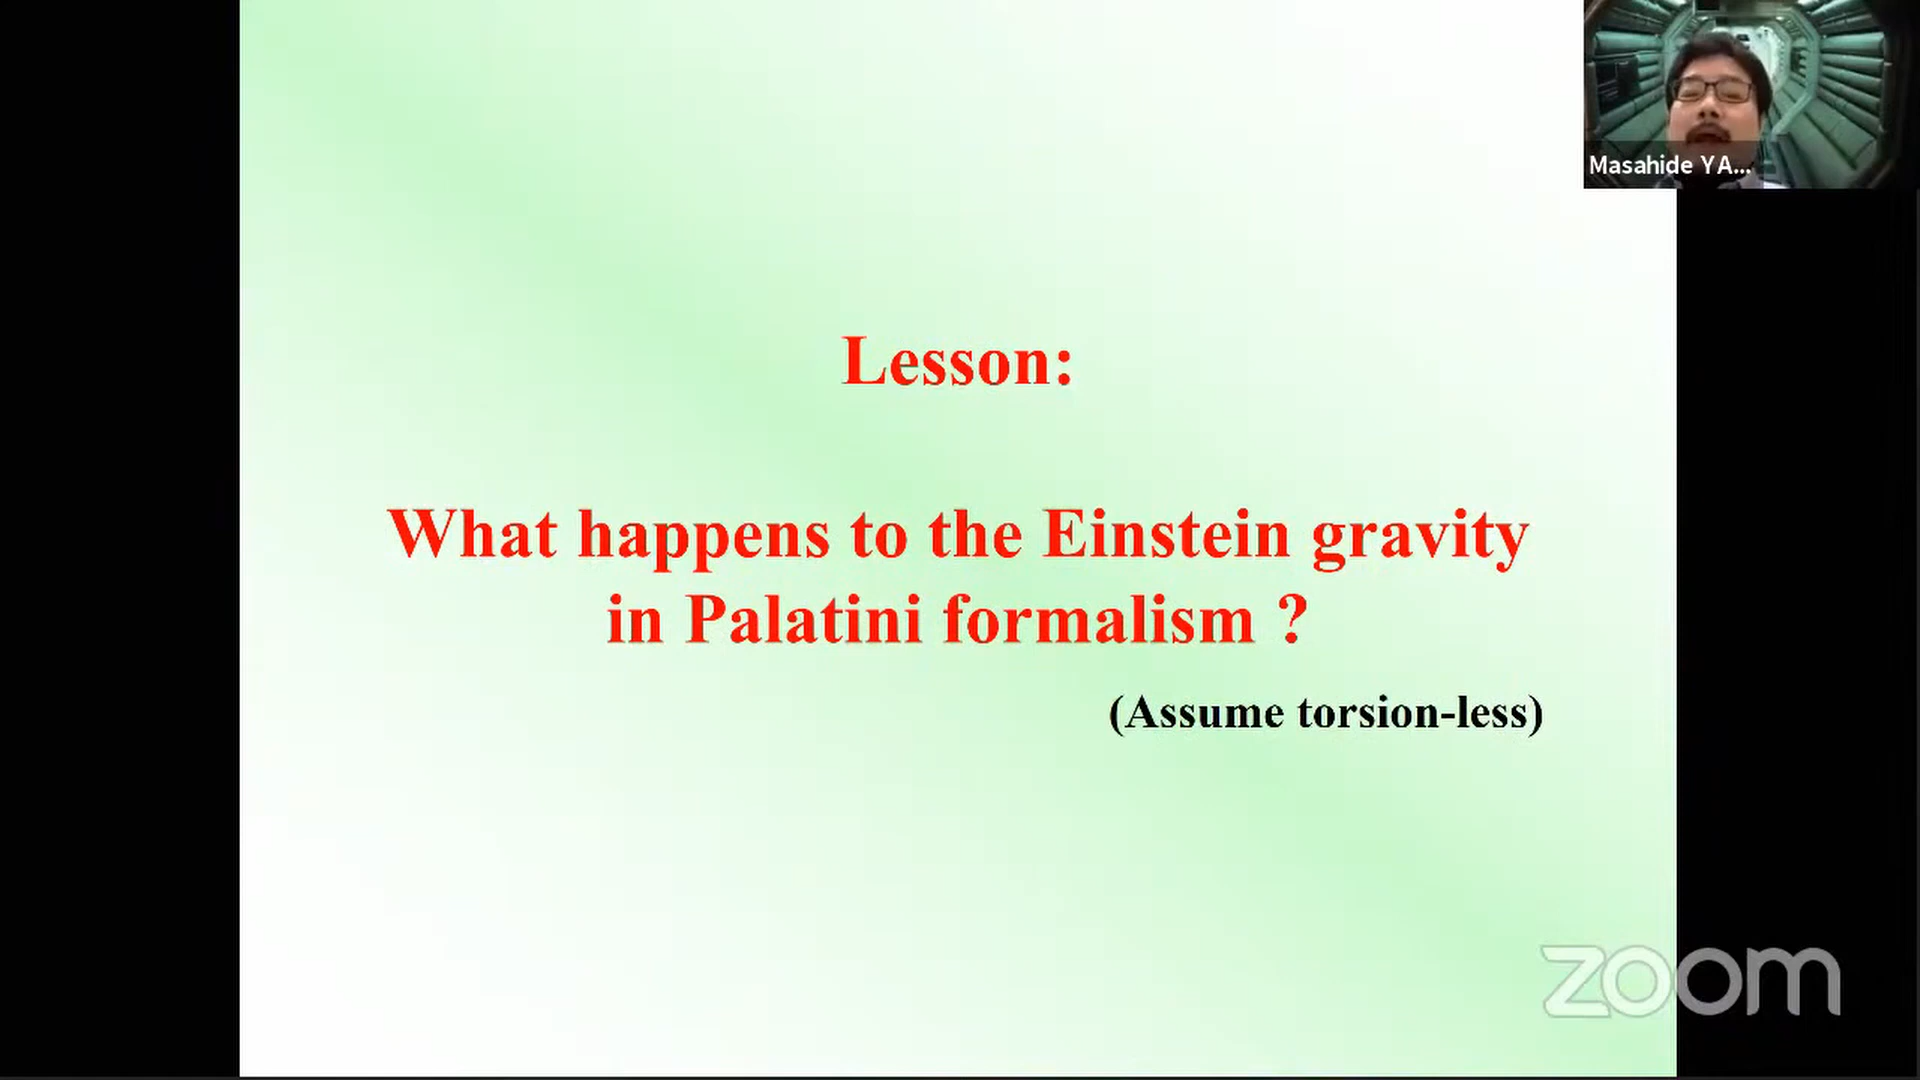 Masahide YA...
Lesson:
What happens to the Einstein gravity
in Palatini formalism ?
(Assume torsion-less)
zoom